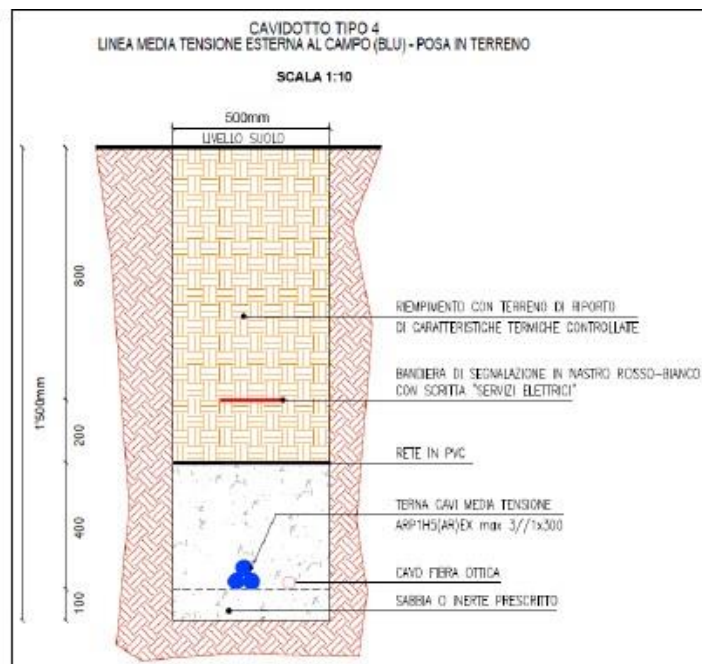 CAVIDOTTO TIPO 4
LINEA MEDIA TENSIONE ESTERNA AL CAMPO (BLU) - POSA IN TERRENO
SCALA 1:10
500mm
LIVELLO SUOLO
800
RIEMPIMENTO CON TERRENO DI RIPORTO
DI CARATTERISTICHE TERMICHE CONTROLLATE
BANDIERA DI SEGNALAZIONE IN NASTRO ROSSO-BIANCO
CON SCRITTA "SERVIZI ELETTRICI"
1'500mm
200
RETE IN PVC
400
TERNA CAVI MEDIA TENSIONE
ARP1H5(AR)EX max 3//1x300
CAVO FIBRA OTTICA
100
SABBIA O INERTE PRESCRITTO